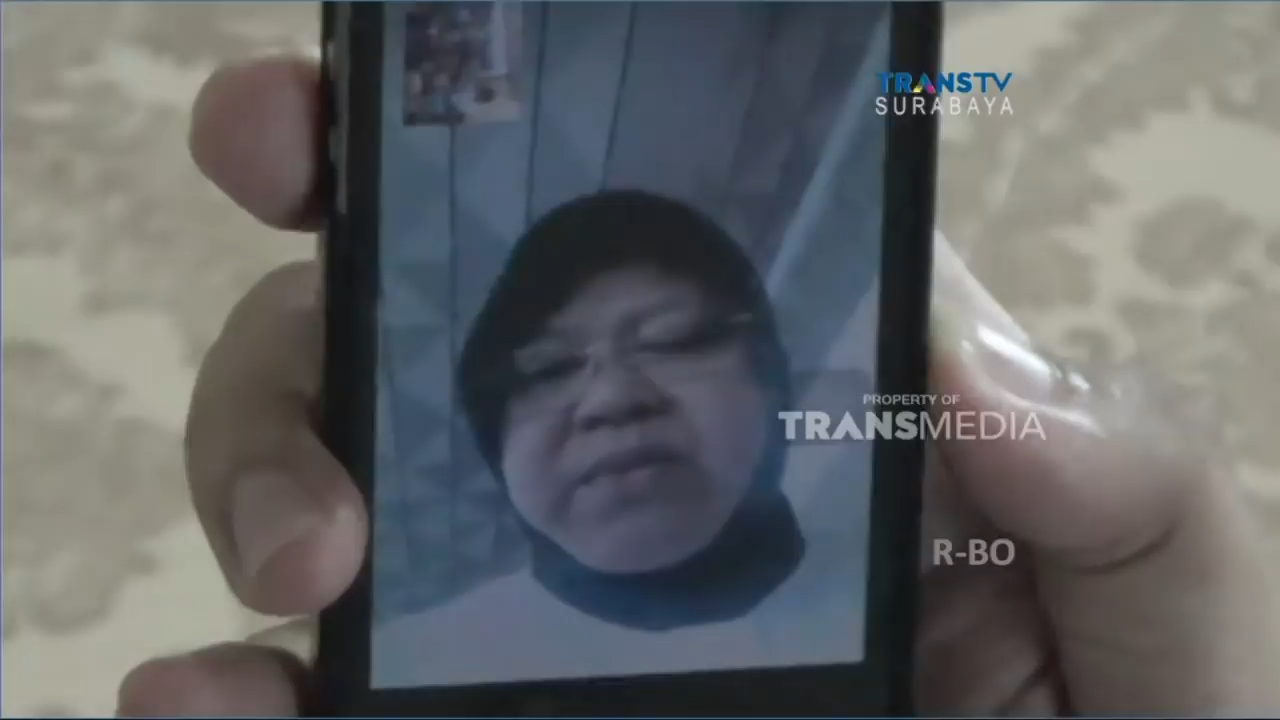 TRANSTV
SURABAYA
PROPERTY OF
TRANSMEDIA
R-BO